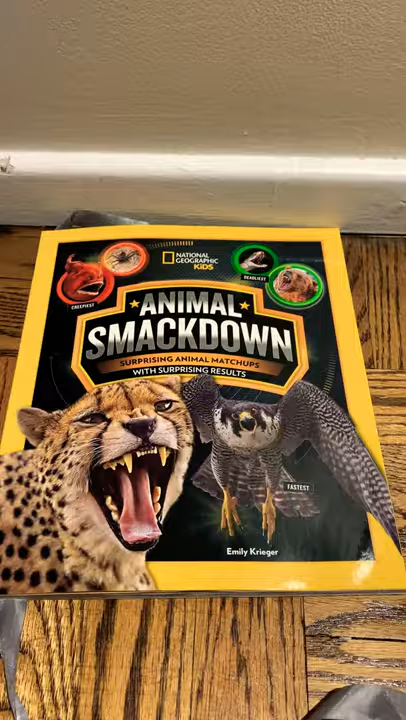 NATIONAL
GEOGRAPHIC
KiDS
CREEPIEST
DEADLIEST
ANIMAL
SMACKDOWN
SURPRISING ANIMAL MATCHUPS
WITH SURPRISING RESULTS
FASTEST
Emily Krieger